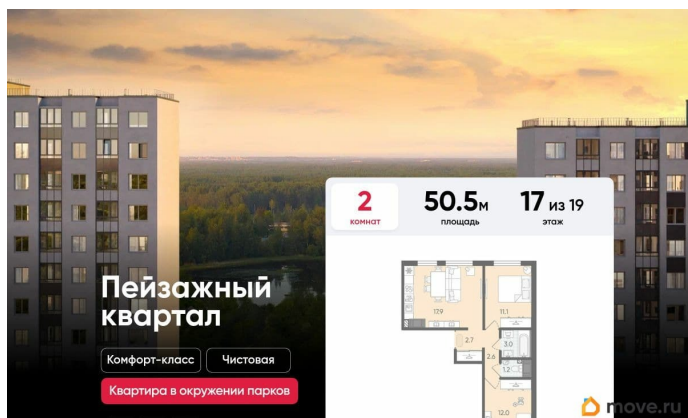 2
комнат
50.5м
площадь
17 из 19
этаж
Пейзажный
квартал
Комфорт-класс
Чистовая
Квартира в окружении парков
17.9
11.1
2.7
3.0
2.6
1.2
12.0
move.ru